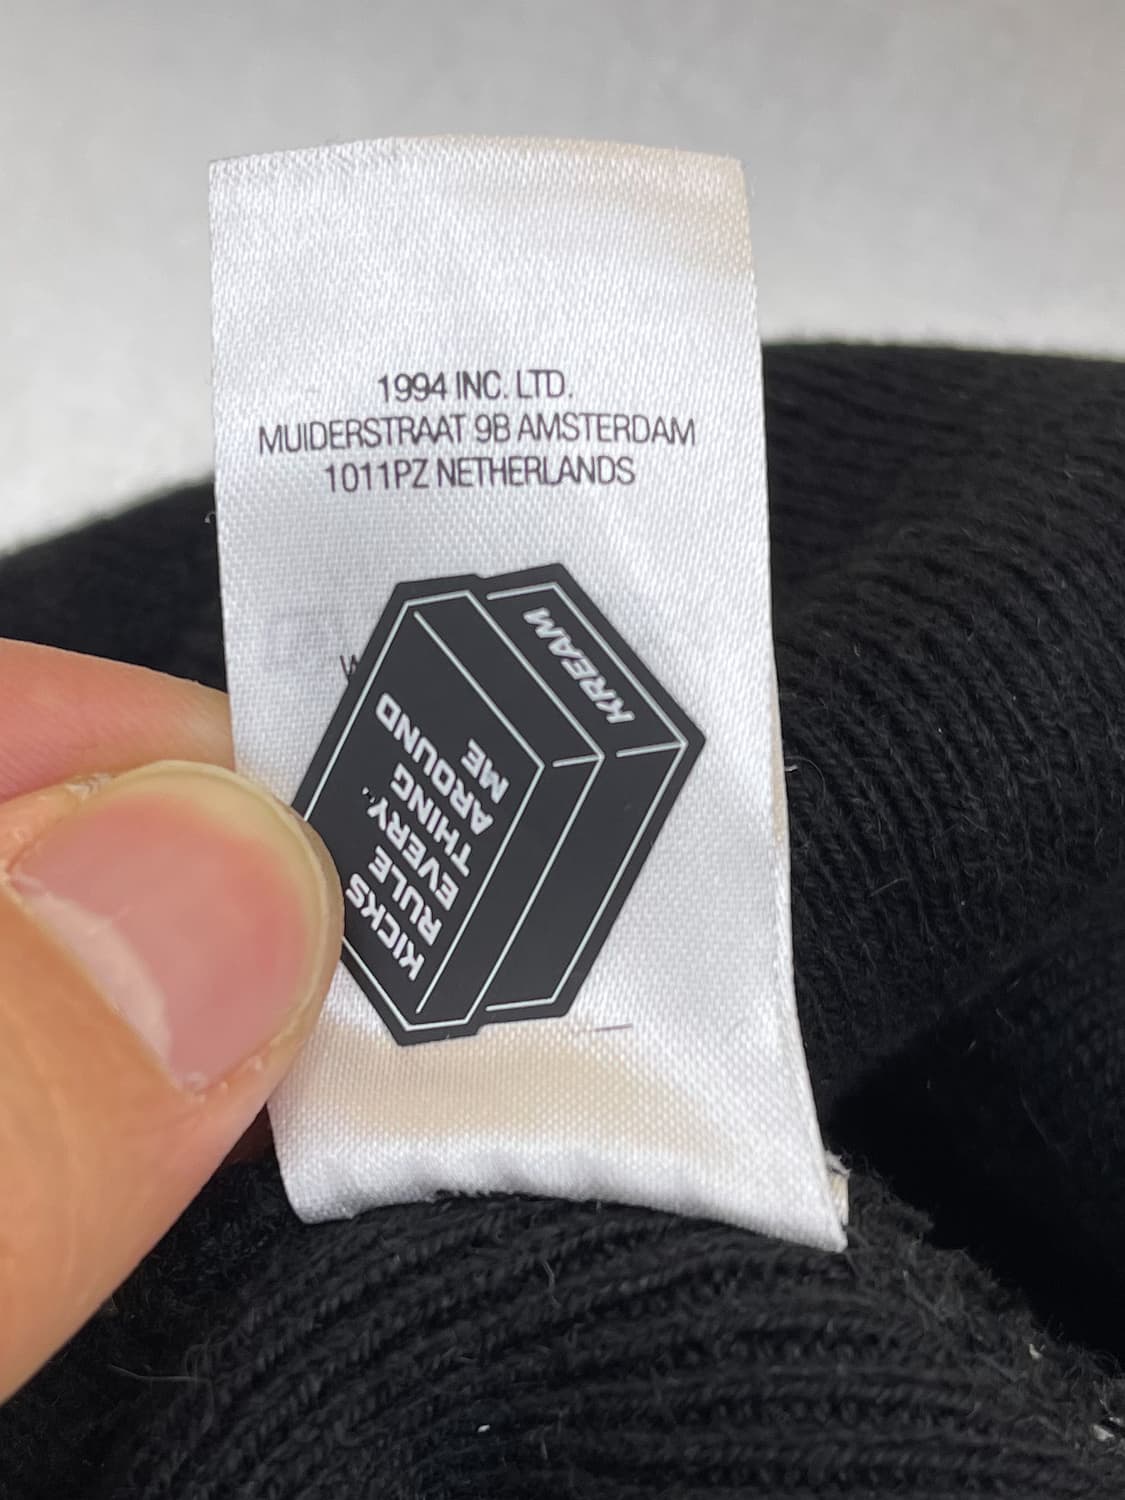 1994 INC. LTD.
MUIDERSTRAAT 9B AMSTERDAM
1011PZ NETHERLANDS
W
KREAM
KICKS
RULE
EVERY
THING
AROUND
ME